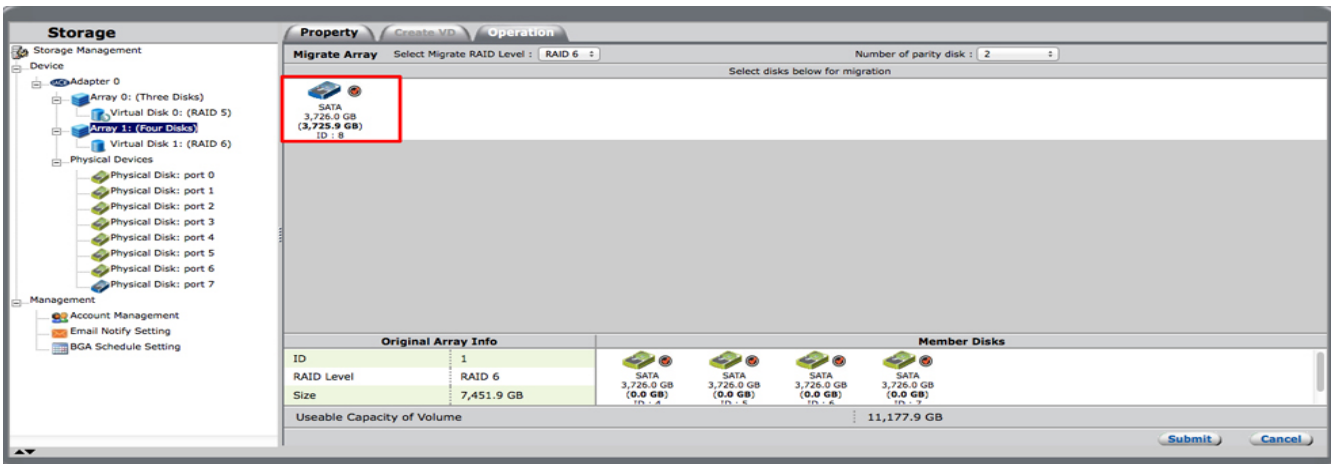 Storage
Storage Management
Device
Adapter 0
Array 0: (Three Disks)
Virtual Disk 0: (RAID 5)
Array 1: (Four Disks)
Virtual Disk 1: (RAID 6)
Physical Devices
Physical Disk: port 0
Physical Disk: port 1
Physical Disk: port 2
Physical Disk: port 3
Physical Disk: port 4
Physical Disk: port 5
Physical Disk: port 6
Physical Disk: port 7
Management
Account Management
Email Notify Setting
BGA Schedule Setting
Property Create VD Operation
Migrate Array Select Migrate RAID Level : RAID 6 Number of parity disk : 2
Select disks below for migration
SATA
3,726.0 GB
(3,725.9 GB)
ID : 8
Original Array Info Member Disks
ID 1
RAID Level RAID 6
Size 7,451.9 GB
SATA SATA SATA SATA
3,726.0 GB 3,726.0 GB 3,726.0 GB 3,726.0 GB
(0.0 GB) (0.0 GB) (0.0 GB) (0.0 GB)
ID : 4 ID : 5 ID : 6 ID : 7
Useable Capacity of Volume 11,177.9 GB
Submit Cancel